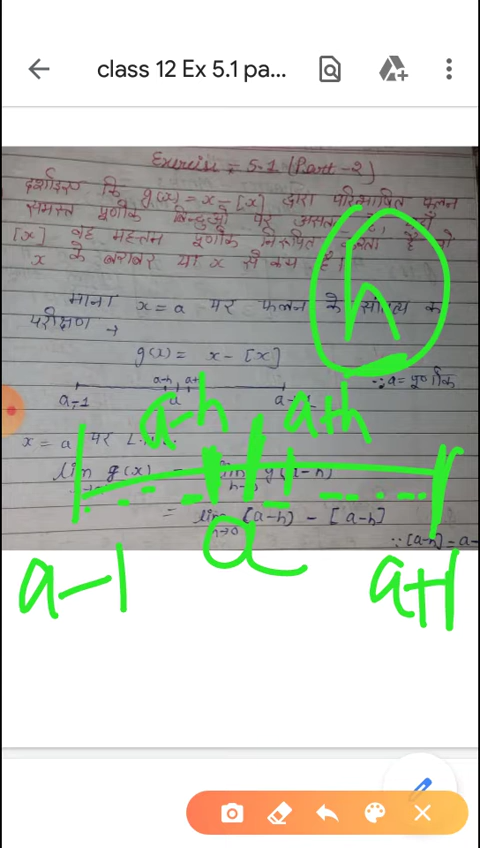 class 12 Ex 5.1 pa...
Exercise = 5.1 (Part-2)
दर्शाइए कि g(x) = x - [x] द्वारा परिभाषित फलन
समस्त पूर्णांक बिन्दुओं पर
[x] वह महत्तम पूर्णांक निरूपित करता है जो
x के बराबर या x से कम है।
h
माना x = a पर फलन के सांतत्य का
परीक्षण →
g(x) = x - [x]
∵ a = पूर्णांक
a-h a+h
a-1 a
a-h a+h
x = a पर
lim g(x) = lim g(a-h)
= lim (a-h) - [a-h]
h→0
∵ [a-h] = a-
a
a-1 a+1